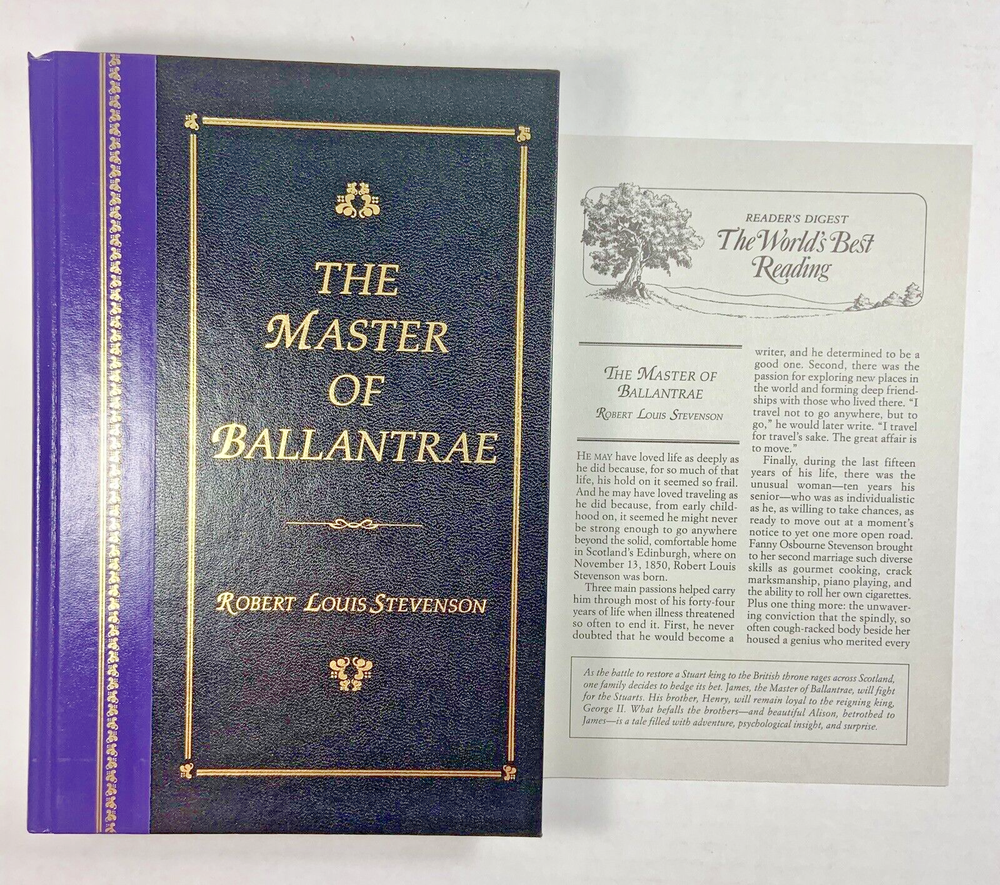 THE
MASTER
OF
BALLANTRAE
ROBERT LOUIS STEVENSON
READER'S DIGEST
The World's Best
Reading
THE MASTER OF
BALLANTRAE
ROBERT LOUIS STEVENSON
HE MAY have loved life as deeply as
he did because, for so much of that
life, his hold on it seemed so frail.
And he may have loved traveling as
he did because, from early child-
hood on, it seemed he might never
be strong enough to go anywhere
beyond the solid, comfortable home
in Scotland's Edinburgh, where on
November 13, 1850, Robert Louis
Stevenson was born.
Three main passions helped carry
him through most of his forty-four
years of life when illness threatened
so often to end it. First, he never
doubted that he would become a
writer, and he determined to be a
good one. Second, there was the
passion for exploring new places in
the world and forming deep friend-
ships with those who lived there. "I
travel not to go anywhere, but to
go," he would later write. "I travel
for travel's sake. The great affair is
to move."
Finally, during the last fifteen
years of his life, there was the
unusual woman—ten years his
senior—who was as individualistic
as he, as willing to take chances, as
ready to move out at a moment's
notice to yet one more open road.
Fanny Osbourne Stevenson brought
to her second marriage such diverse
skills as gourmet cooking, crack
marksmanship, piano playing, and
the ability to roll her own cigarettes.
Plus one thing more: the unwaver-
ing conviction that the spindly, so
often cough-racked body beside her
housed a genius who merited every
As the battle to restore a Stuart king to the British throne rages across Scotland,
one family decides to hedge its bet. James, the Master of Ballantrae, will fight
for the Stuarts. His brother, Henry, will remain loyal to the reigning king,
George II. What befalls the brothers—and beautiful Alison, betrothed to
James—is a tale filled with adventure, psychological insight, and surprise.